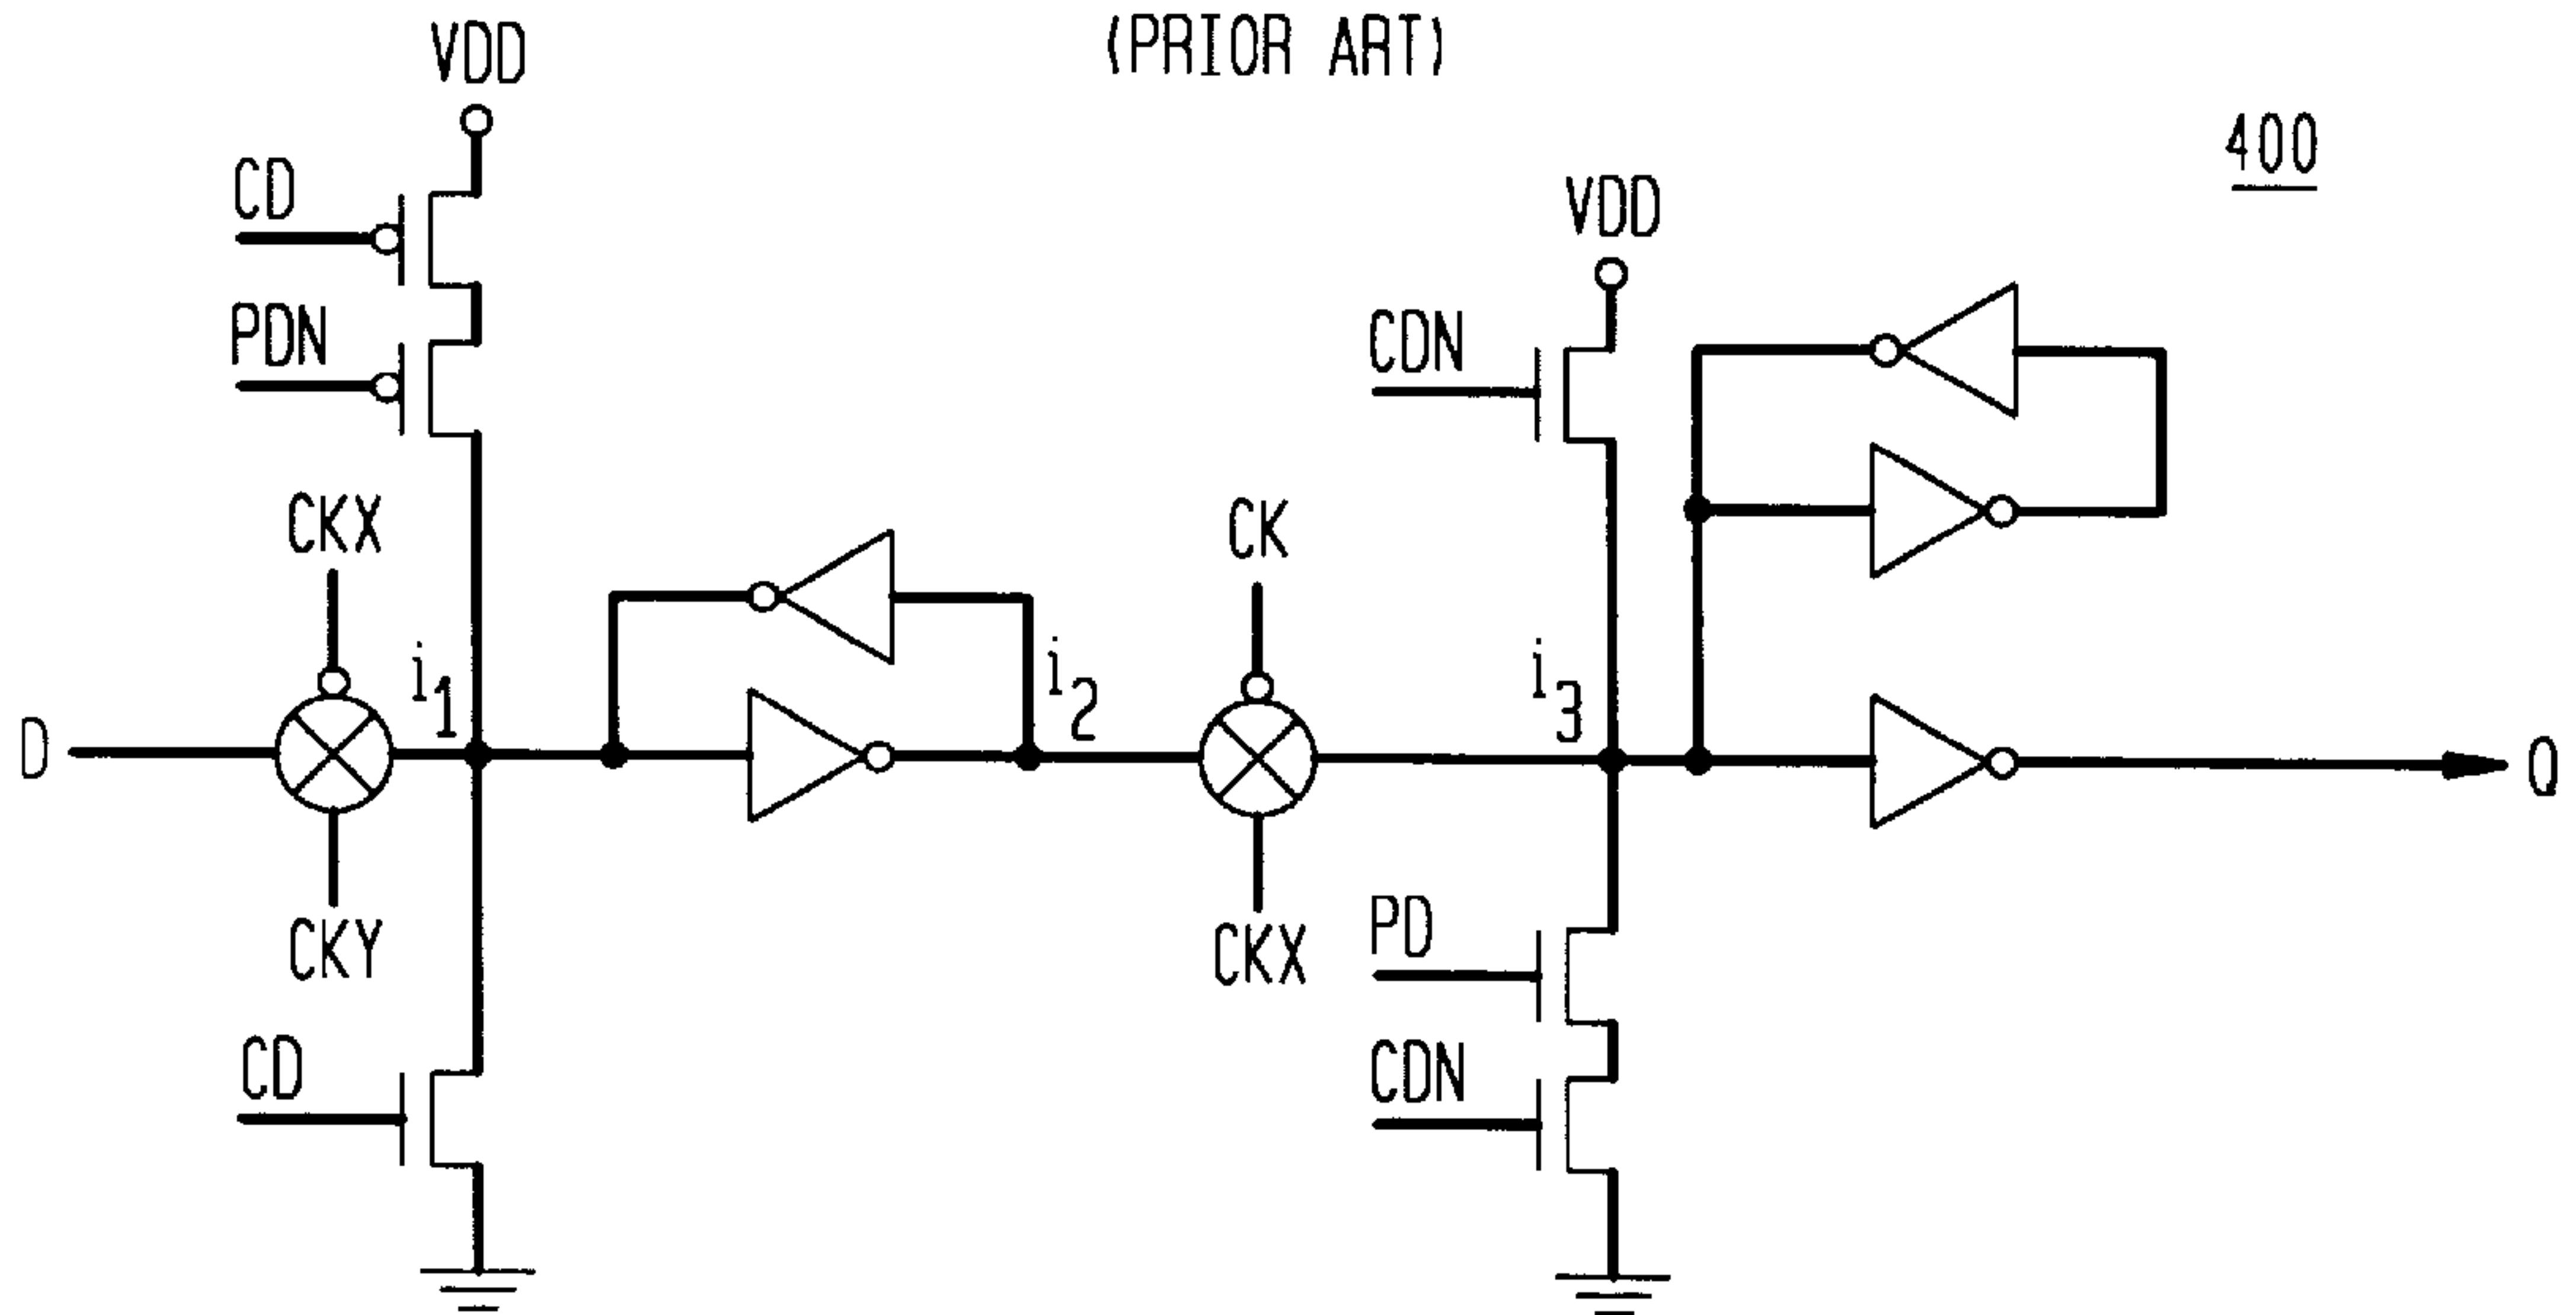 (PRIOR ART)
400
VDD
CD
PDN
CKX
D
i1
CKY
CD
i2
CK
CKX
VDD
CDN
i3
PD
CDN
Q